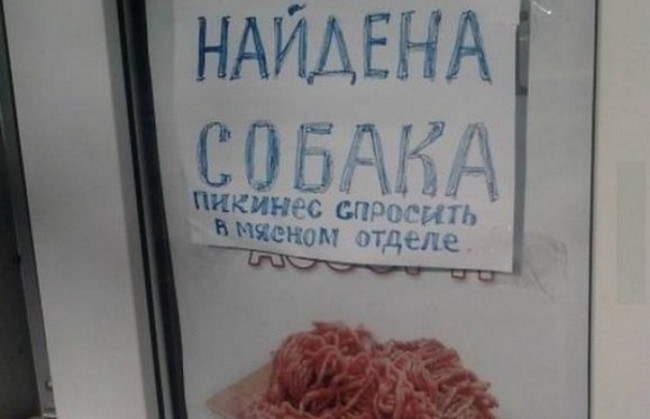 НАЙДЕНА
СОБАКА
ПИКИНЕС СПРОСИТЬ
В МЯСНОМ ОТДЕЛЕ.